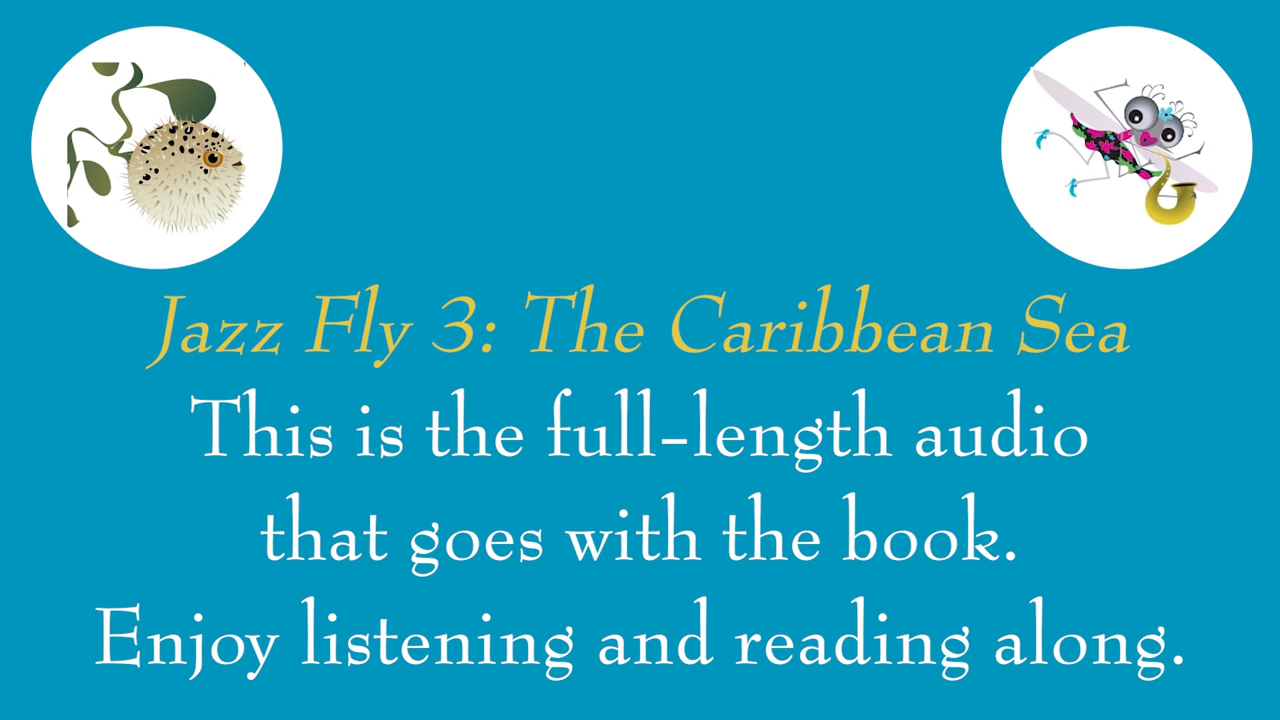 Jazz Fly 3: The Caribbean Sea
This is the full-length audio
that goes with the book.
Enjoy listening and reading along.